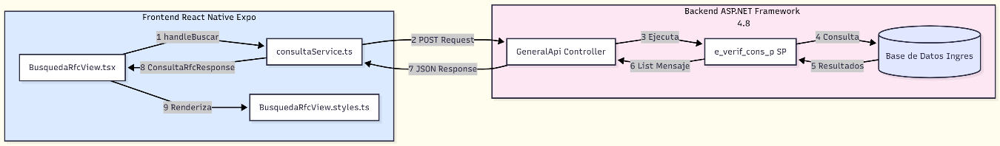 Frontend React Native Expo
1 handleBuscar
consultaService.ts
BusquedaRfcView.tsx
8 ConsultaRfcResponse
9 Renderiza
BusquedaRfcView.styles.ts
2 POST Request
7 JSON Response
Backend ASP.NET Framework
4.8
GeneralApi Controller
3 Ejecuta
6 List Mensaje
e_verif_cons_p SP
4 Consulta
5 Resultados
Base de Datos Ingres